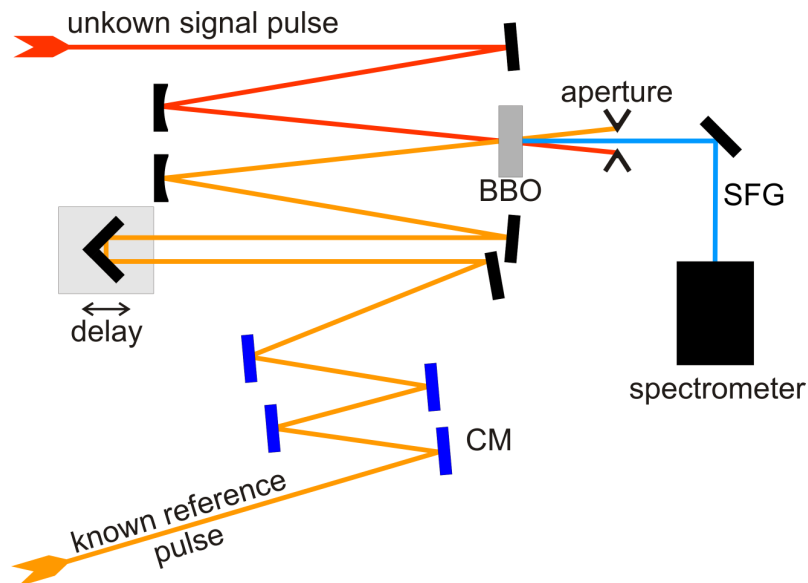 unkown signal pulse
aperture
BBO
SFG
delay
spectrometer
CM
known reference
pulse